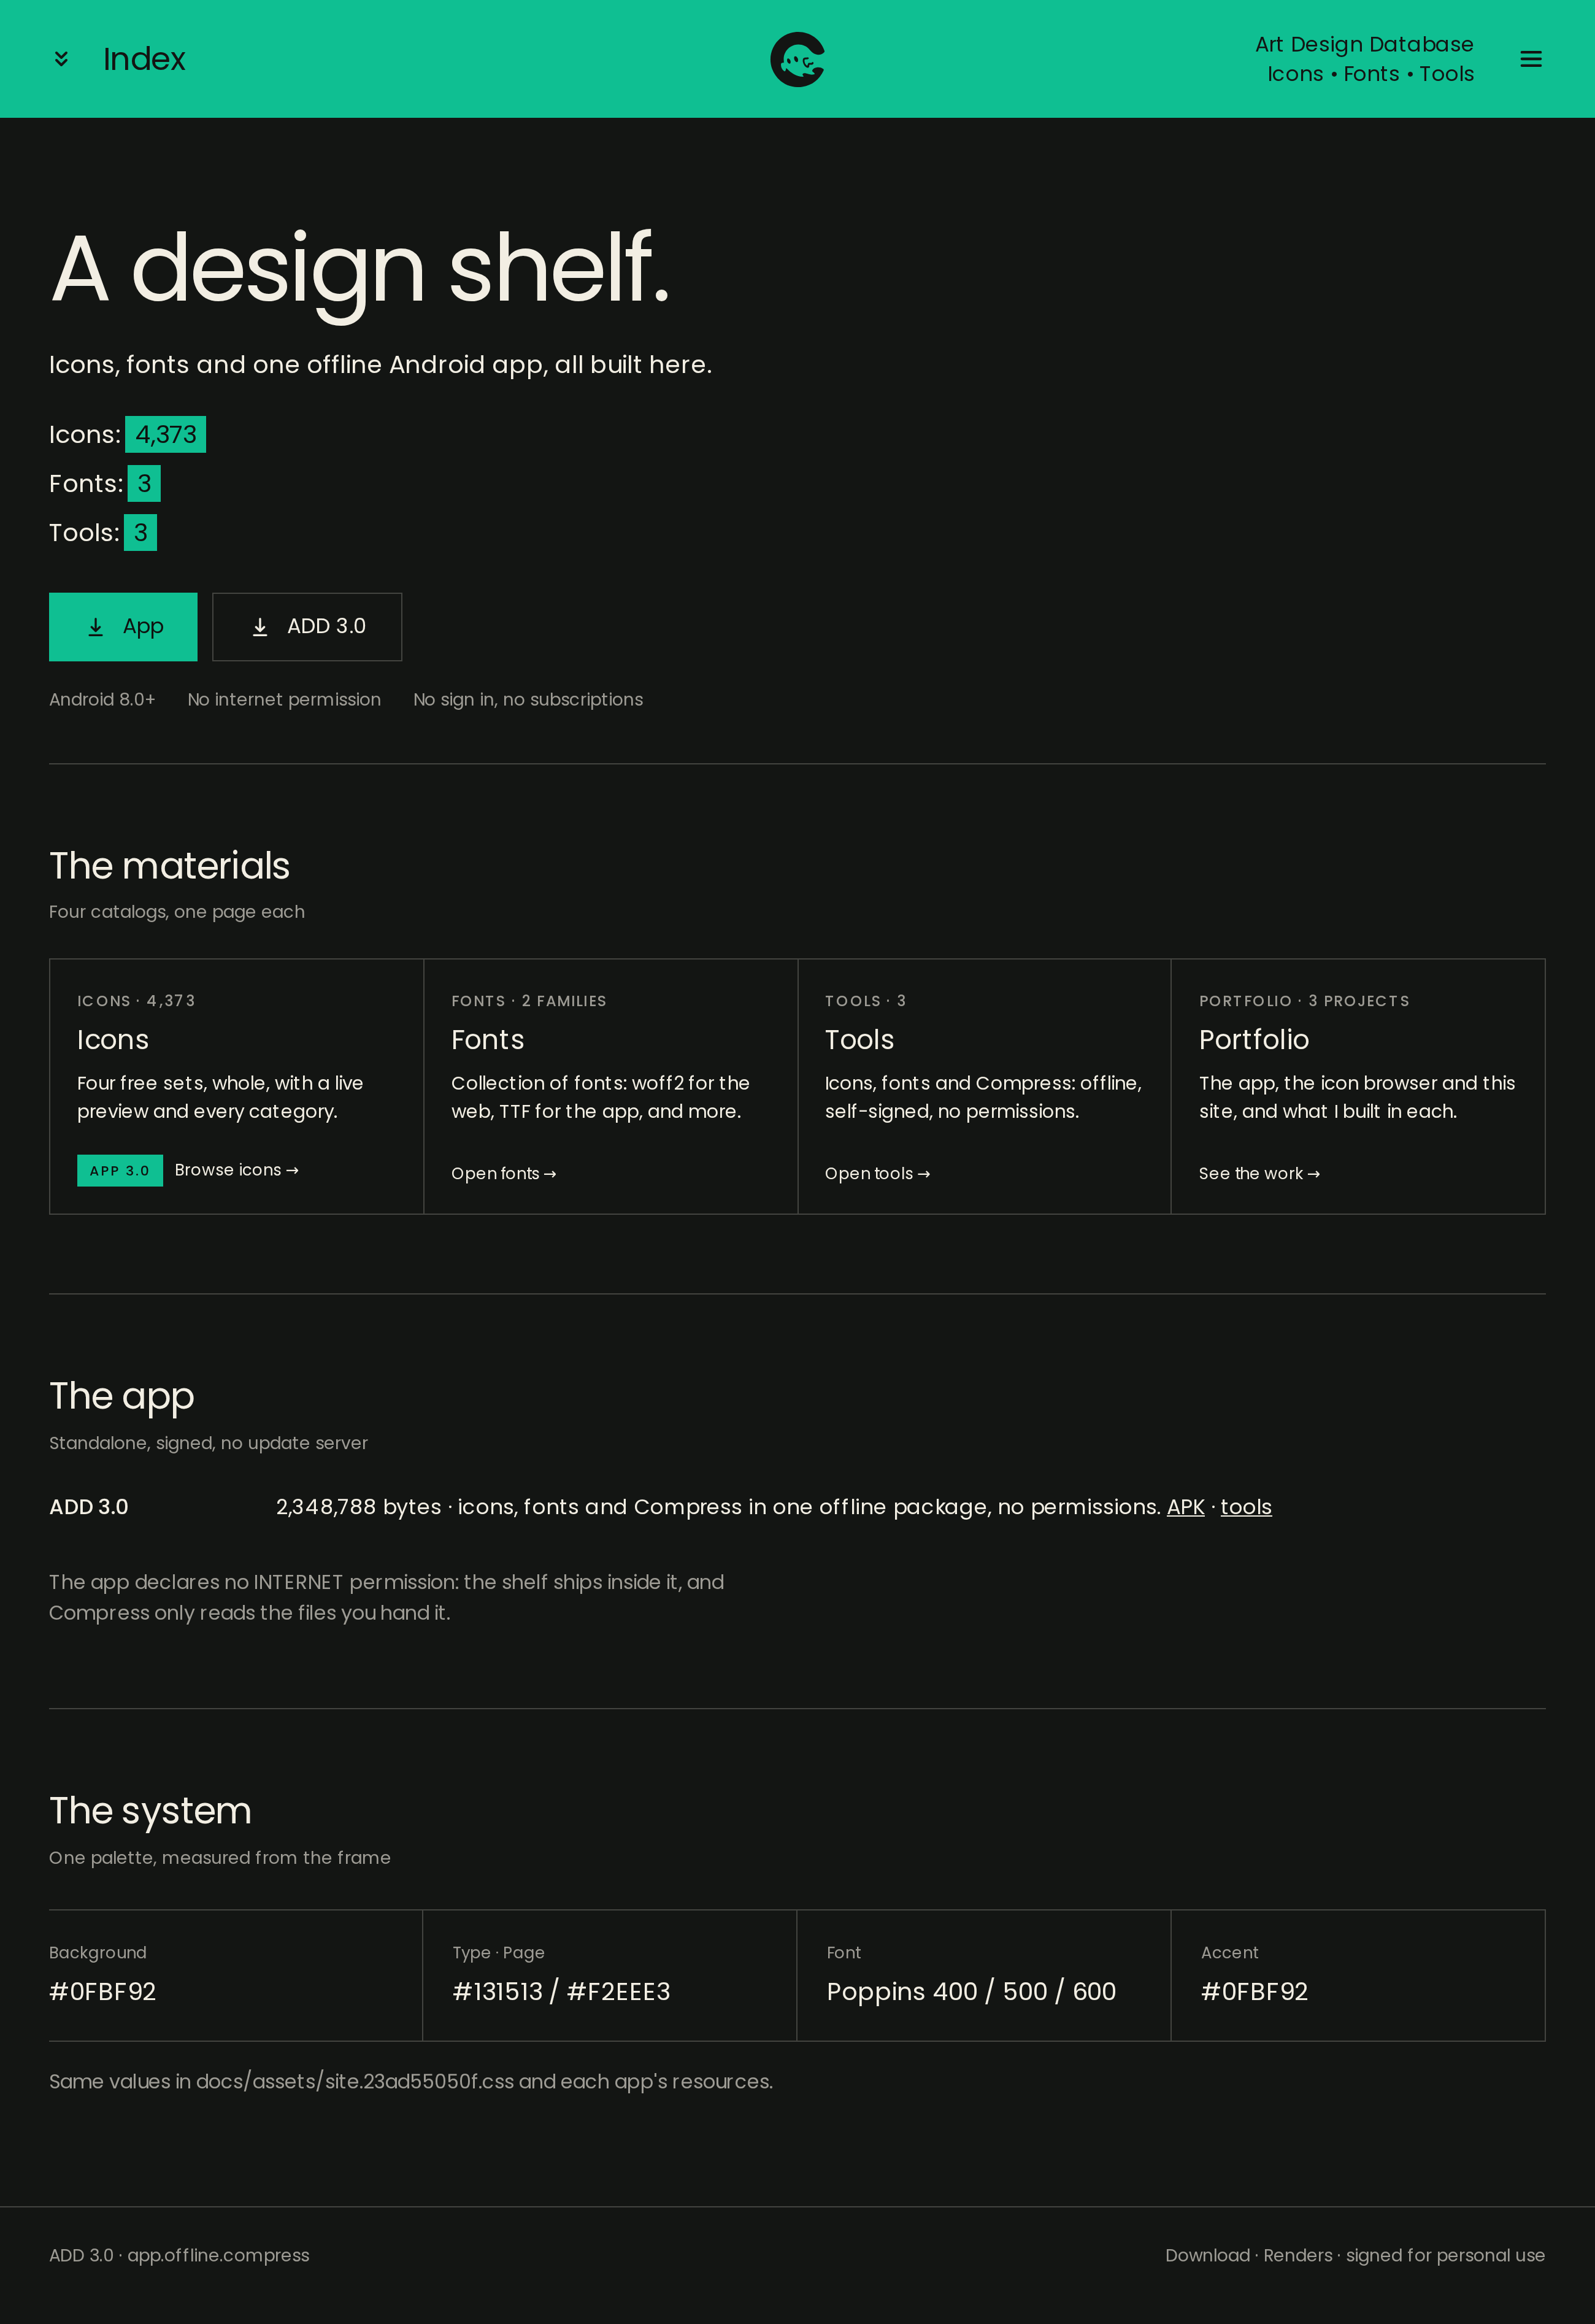 Index
Art Design Database
Icons • Fonts • Tools
A design shelf.
Icons, fonts and one offline Android app, all built here.
Icons: 4,373
Fonts: 3
Tools: 3
App
ADD 3.0
Android 8.0+ No internet permission No sign in, no subscriptions
The materials
Four catalogs, one page each
ICONS · 4,373
Icons
Four free sets, whole, with a live
preview and every category.
APP 3.0 Browse icons →
FONTS · 2 FAMILIES
Fonts
Collection of fonts: woff2 for the
web, TTF for the app, and more.
Open fonts →
TOOLS · 3
Tools
Icons, fonts and Compress: offline,
self-signed, no permissions.
Open tools →
PORTFOLIO · 3 PROJECTS
Portfolio
The app, the icon browser and this
site, and what I built in each.
See the work →
The app
Standalone, signed, no update server
ADD 3.0 2,348,788 bytes · icons, fonts and Compress in one offline package, no permissions. APK · tools
The app declares no INTERNET permission: the shelf ships inside it, and
Compress only reads the files you hand it.
The system
One palette, measured from the frame
Background
#0FBF92
Type · Page
#131513 / #F2EEE3
Font
Poppins 400 / 500 / 600
Accent
#0FBF92
Same values in docs/assets/site.23ad55050f.css and each app's resources.
ADD 3.0 · app.offline.compress
Download · Renders · signed for personal use